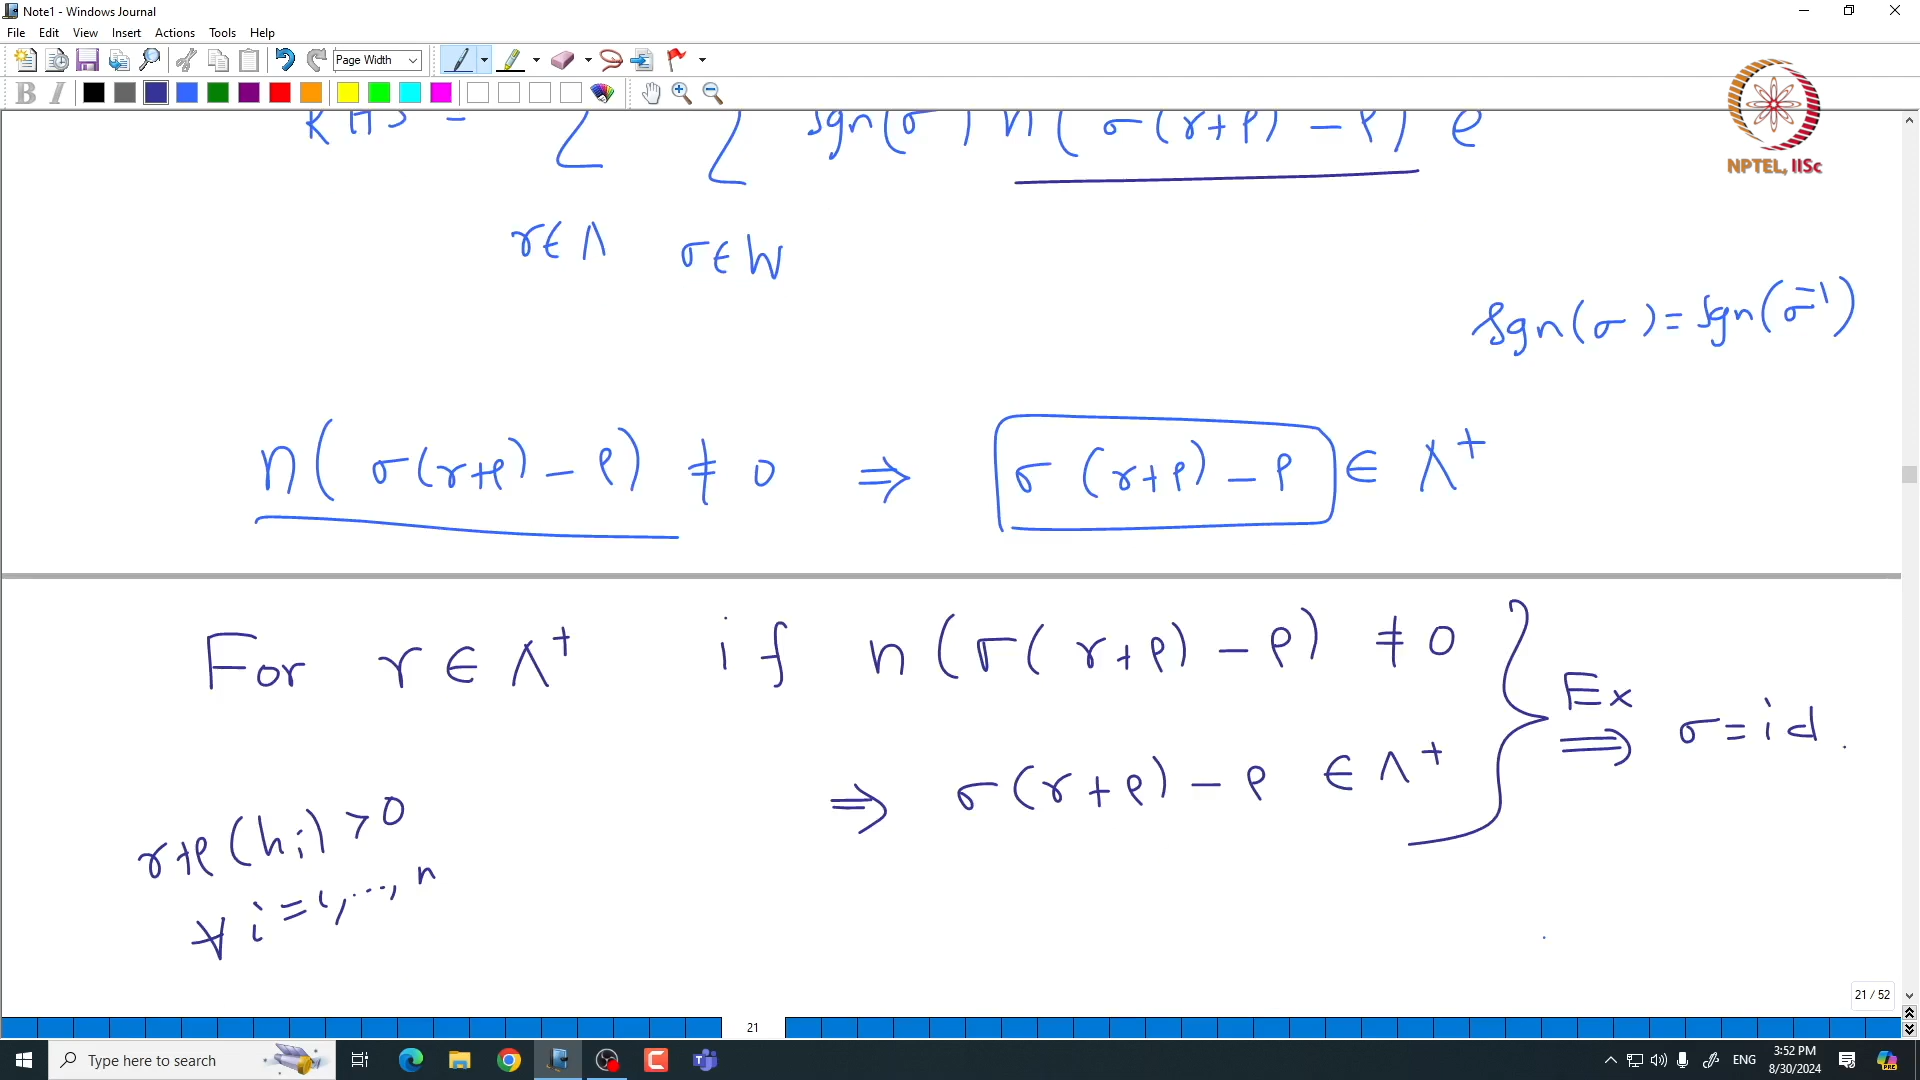 Note1 - Windows Journal
File Edit View Insert Actions Tools Help
Page Width
B I
NPTEL, IISc
RHS = Σ Σ sgn(σ) n(σ(r+ρ) - ρ) e
r∈Λ σ∈W
sgn(σ) = sgn(σ⁻¹)
n(σ(r+ρ) - ρ) ≠ 0 ⇒ σ(r+ρ) - ρ ∈ Λ⁺
For r ∈ Λ⁺ if n(σ(r+ρ) - ρ) ≠ 0
Ex
⇒ σ = id.
⇒ σ(r+ρ) - ρ ∈ Λ⁺
r+ρ(hᵢ) > 0
∀ i = 1, ..., n
21 / 52
21
Type here to search
ENG
3:52 PM
8/30/2024